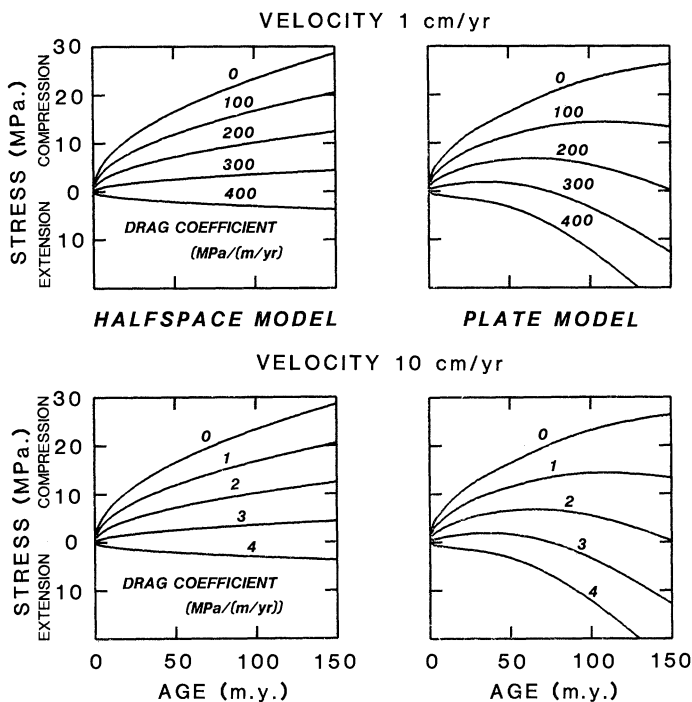 VELOCITY 1 cm/yr
STRESS (MPa.)
EXTENSION COMPRESSION
30
20
10
0
10
0
100
200
300
400
DRAG COEFFICIENT
(MPa/(m/yr)
0
100
200
300
400
HALFSPACE MODEL
PLATE MODEL
VELOCITY 10 cm/yr
STRESS (MPa.)
EXTENSION COMPRESSION
30
20
10
0
10
0
1
2
3
4
DRAG COEFFICIENT
(MPa/(m/yr))
0
1
2
3
4
0 50 100 150
0 50 100 150
AGE (m.y.)
AGE (m.y.)